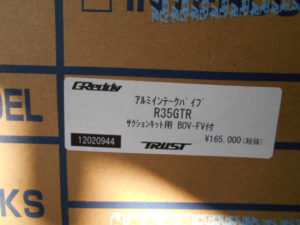 GReddy
アルミインテークパイプ
R35GTR
サクションキット用 BOV-FV付
¥165,000(税抜)
12020944
TRUST
DEL
KS